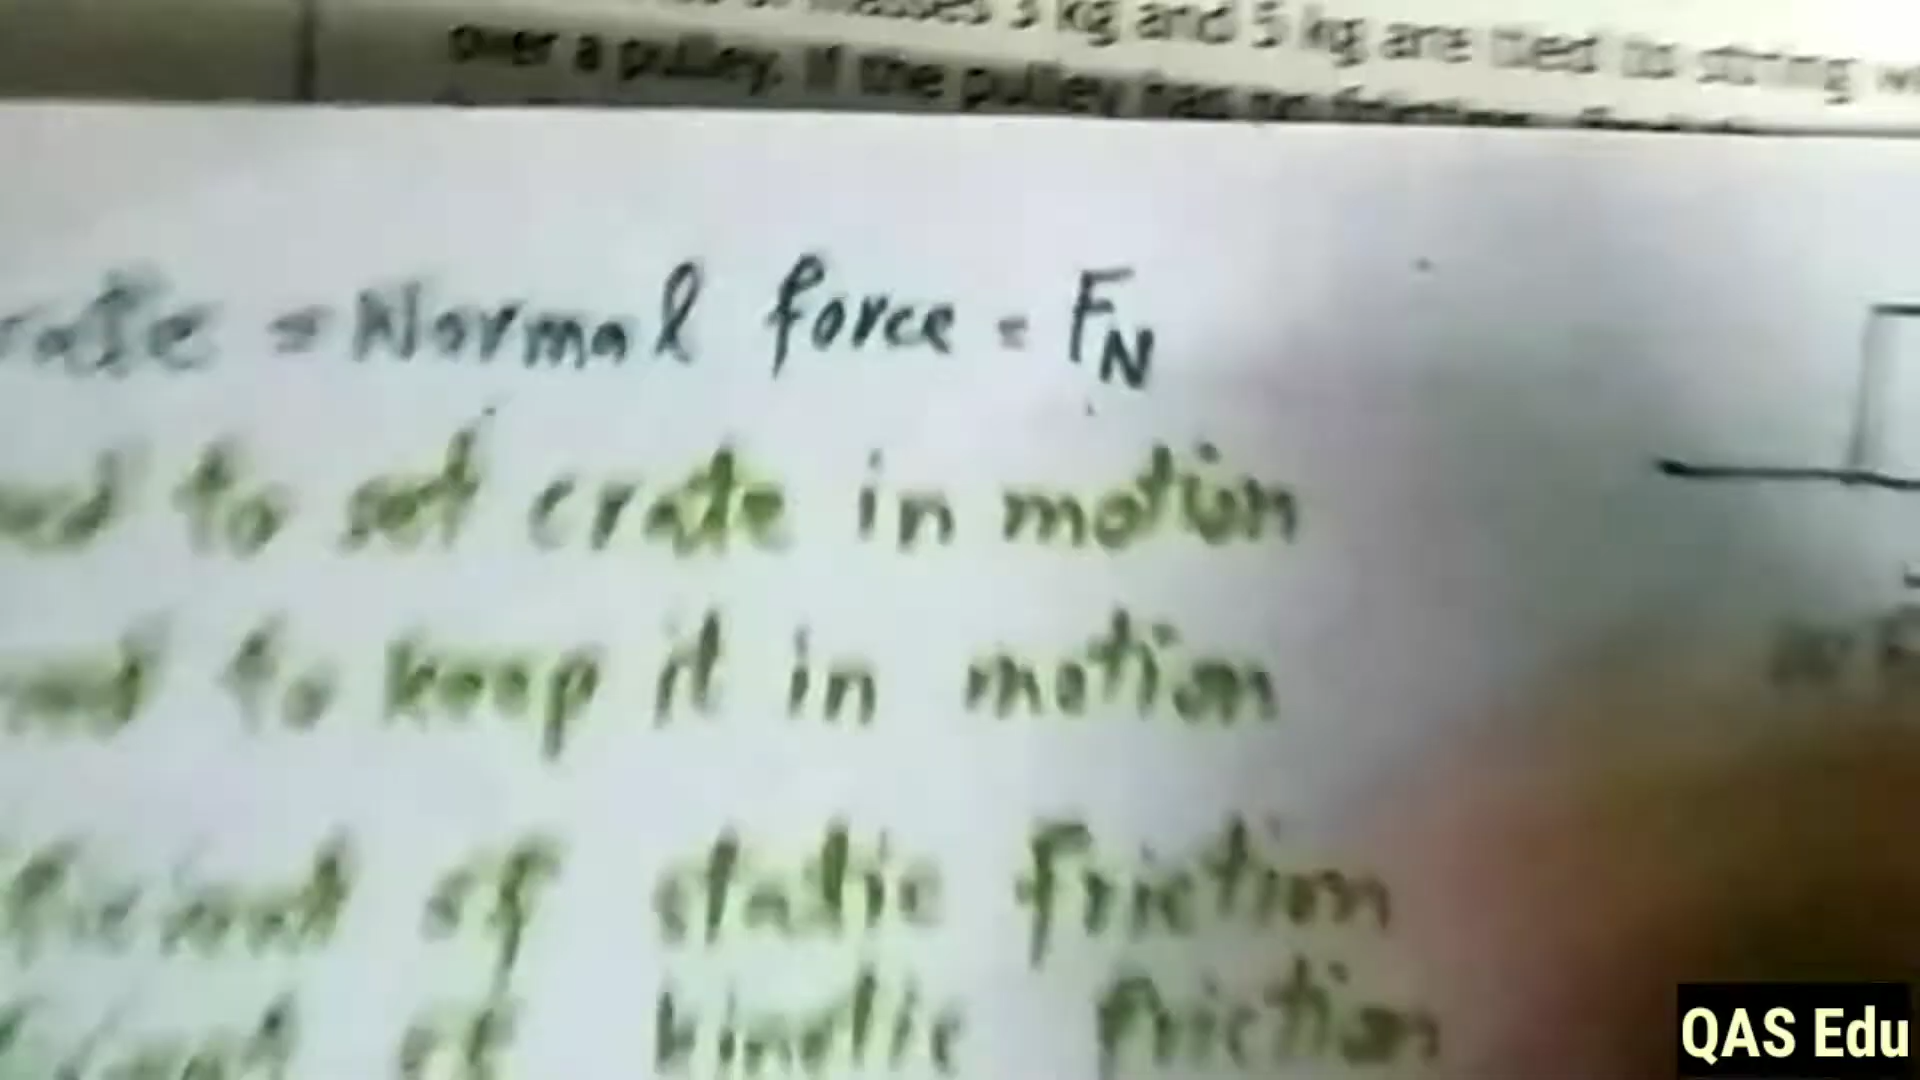 masses 3 kg and 5 kg are tied to string
over a pulley. If the pulley has no friction,
= Normal force = FN
to set crate in motion
to keep it in motion
of static friction
of kinetic friction
QAS Edu